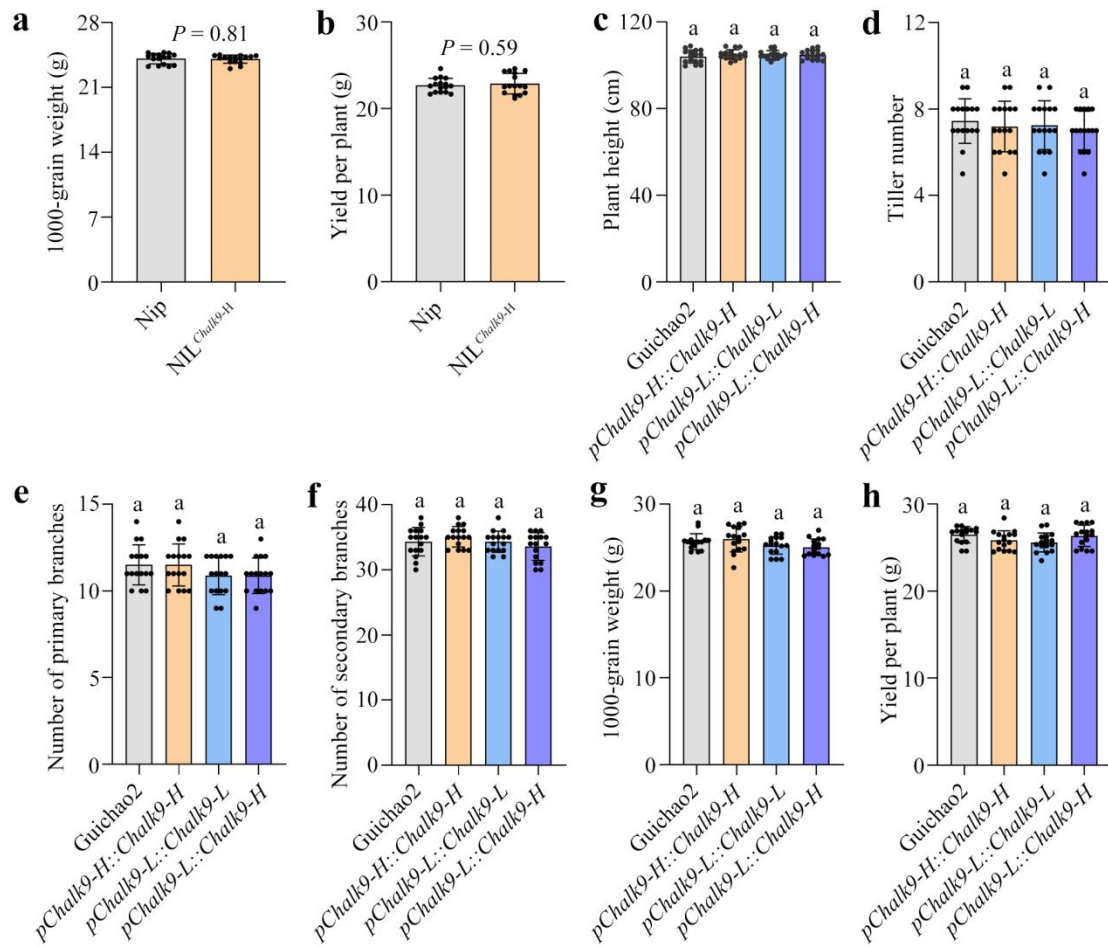 a
1000-grain weight (g)
28
21
14
7
0
P = 0.81
Nip
NIL^Chalk9-H
b
Yield per plant (g)
30
20
10
0
P = 0.59
Nip
NIL^Chalk9-H
c
Plant height (cm)
120
80
40
0
a a a a
Guichao2
pChalk9-H::Chalk9-H
pChalk9-L::Chalk9-L
pChalk9-L::Chalk9-H
d
Tiller number
12
8
4
0
a a a a
Guichao2
pChalk9-H::Chalk9-H
pChalk9-L::Chalk9-L
pChalk9-L::Chalk9-H
e
Number of primary branches
15
10
5
0
a a a a
Guichao2
pChalk9-H::Chalk9-H
pChalk9-L::Chalk9-L
pChalk9-L::Chalk9-H
f
Number of secondary branches
40
30
20
10
0
a a a a
Guichao2
pChalk9-H::Chalk9-H
pChalk9-L::Chalk9-L
pChalk9-L::Chalk9-H
g
1000-grain weight (g)
30
20
10
0
a a a a
Guichao2
pChalk9-H::Chalk9-H
pChalk9-L::Chalk9-L
pChalk9-L::Chalk9-H
h
Yield per plant (g)
30
20
10
0
a a a a
Guichao2
pChalk9-H::Chalk9-H
pChalk9-L::Chalk9-L
pChalk9-L::Chalk9-H